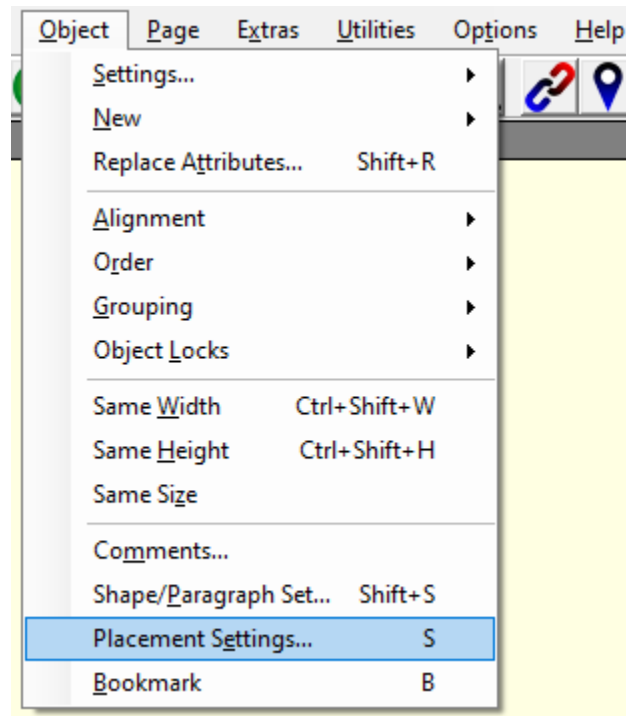 Object Page Extras Utilities Options Help
Settings...
New
Replace Attributes... Shift+R
Alignment
Order
Grouping
Object Locks
Same Width Ctrl+Shift+W
Same Height Ctrl+Shift+H
Same Size
Comments...
Shape/Paragraph Set... Shift+S
Placement Settings... S
Bookmark B